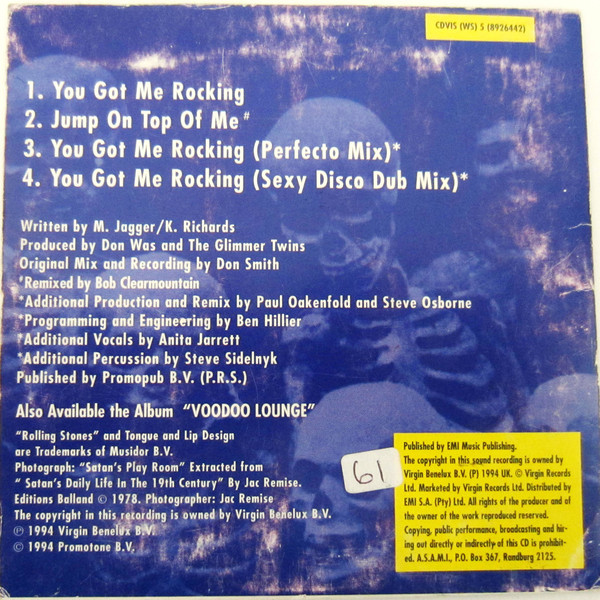 CDVIS (WS) 5 (8926442)
1. You Got Me Rocking
2. Jump On Top Of Me#
3. You Got Me Rocking (Perfecto Mix)*
4. You Got Me Rocking (Sexy Disco Dub Mix)*
Written by M. Jagger/K. Richards
Produced by Don Was and The Glimmer Twins
Original Mix and Recording by Don Smith
*Remixed by Bob Clearmountain
*Additional Production and Remix by Paul Oakenfold and Steve Osborne
*Programming and Engineering by Ben Hillier
*Additional Vocals by Anita Jarrett
*Additional Percussion by Steve Sidelnyk
Published by Promopub B.V. (P.R.S.)
Also Available the Album "VOODOO LOUNGE"
"Rolling Stones" and Tongue and Lip Design
are Trademarks of Musidor B.V.
Photograph: "Satan's Play Room" Extracted from
" Satan's Daily Life In The 19th Century" By Jac Remise.
Editions Balland © 1978. Photographer: Jac Remise
The copyright in this recording is owned by Virgin Benelux B.V.
℗ 1994 Virgin Benelux B.V.
© 1994 Promotone B.V.
61
Published by EMI Music Publishing.
The copyright in this sound recording is owned by
Virgin Benelux B.V. (P) 1994 UK. © Virgin Records
Ltd. Marketed by Virgin Records Ltd. Distributed by
EMI S.A. (Pty) Ltd. All rights of the producer and of
the owner of the work reproduced reserved.
Copying, public performance, broadcasting and hir-
ing out directly or indirectly of this CD is prohibit-
ed. A.S.A.M.I., P.O. Box 367, Randburg 2125.